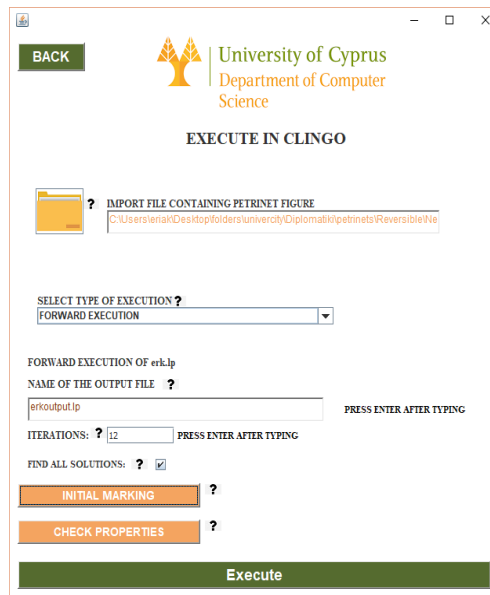 BACK
University of Cyprus
Department of Computer
Science
EXECUTE IN CLINGO
? IMPORT FILE CONTAINING PETRINET FIGURE
C:\Users\eriak\Desktop\folders\univercity\Diplomatiki\petrinets\Reversible\Ne
SELECT TYPE OF EXECUTION ?
FORWARD EXECUTION
FORWARD EXECUTION OF erk.lp
NAME OF THE OUTPUT FILE ?
erkoutput.lp PRESS ENTER AFTER TYPING
ITERATIONS: ? 12 PRESS ENTER AFTER TYPING
FIND ALL SOLUTIONS: ?
INITIAL MARKING ?
CHECK PROPERTIES ?
Execute